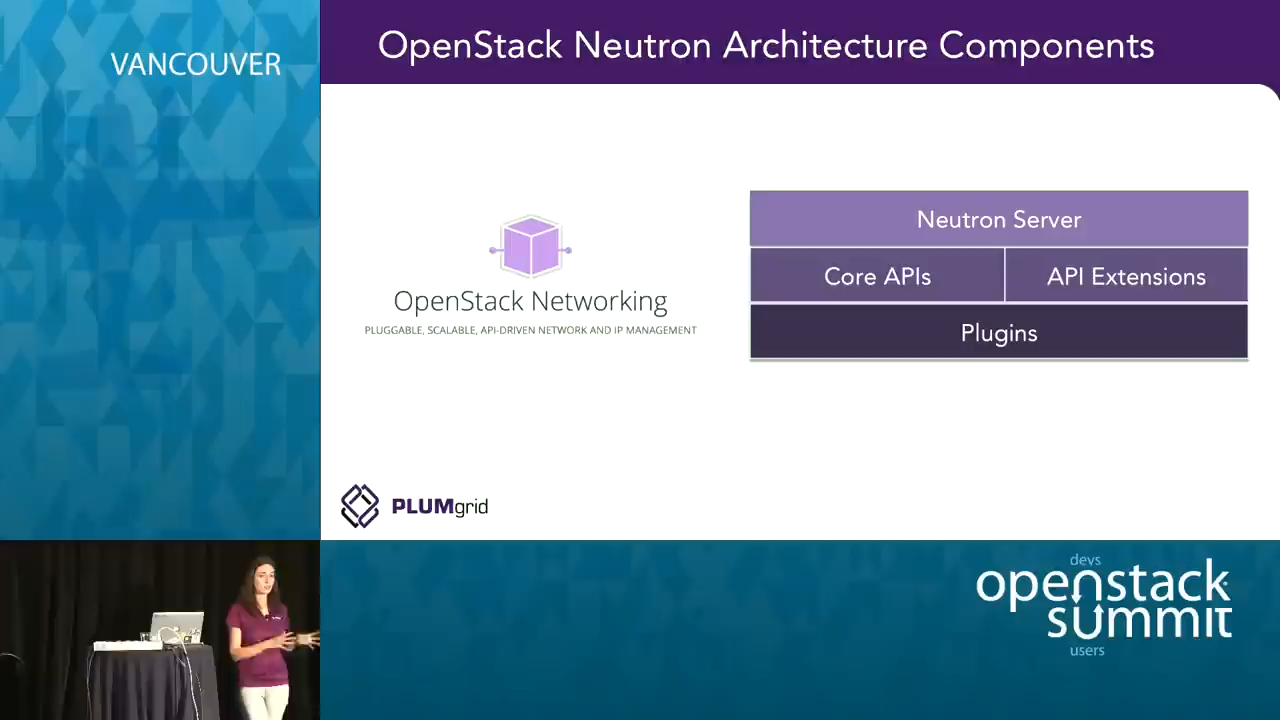 VANCOUVER
OpenStack Neutron Architecture Components
Neutron Server
Core APIs
API Extensions
Plugins
OpenStack Networking
PLUGGABLE, SCALABLE, API-DRIVEN NETWORK AND IP MANAGEMENT
PLUMgrid
devs
openstack
summit
users